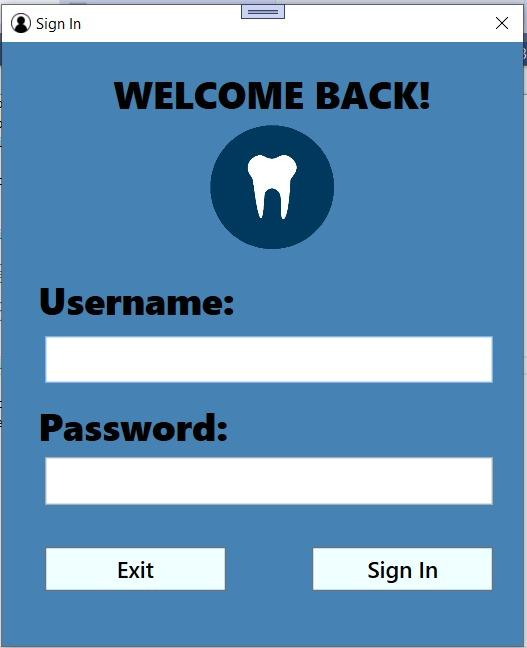 Sign In
WELCOME BACK!
Username:
Password:
Exit
Sign In